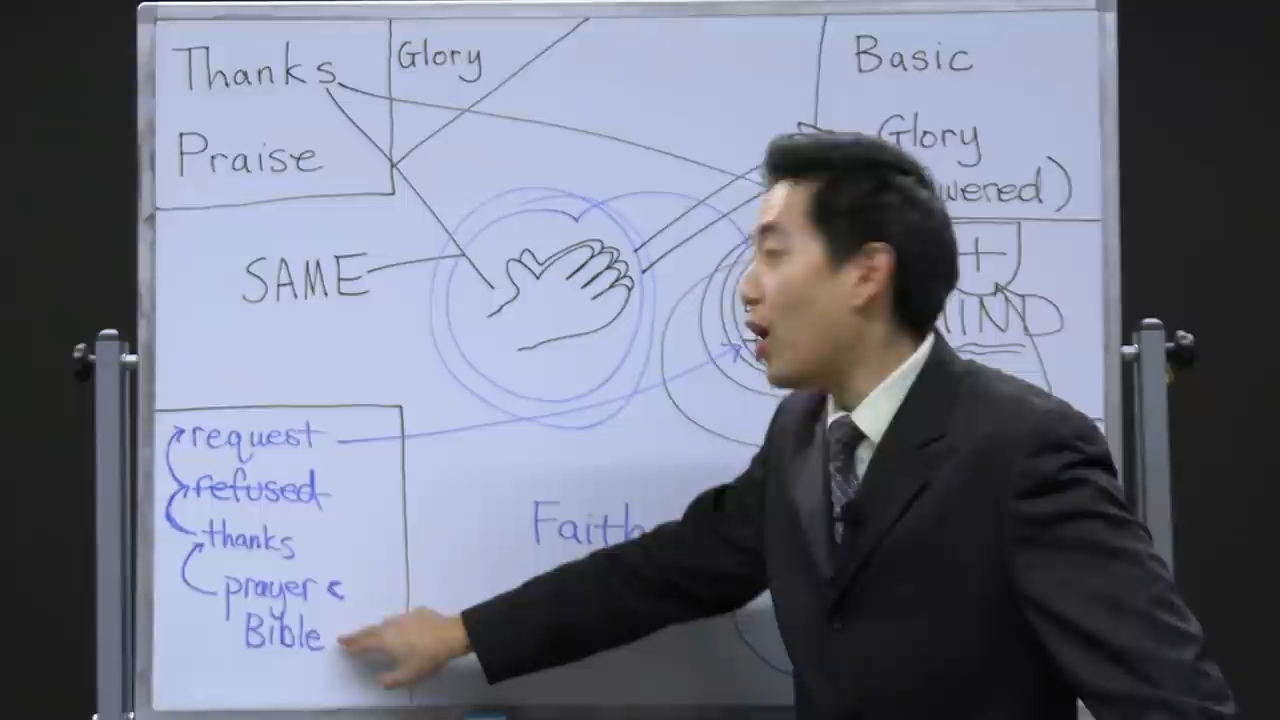 Thanks
Praise
Glory
Basic
Glory
SAME
request
refused
thanks
prayer &
Bible
Faith